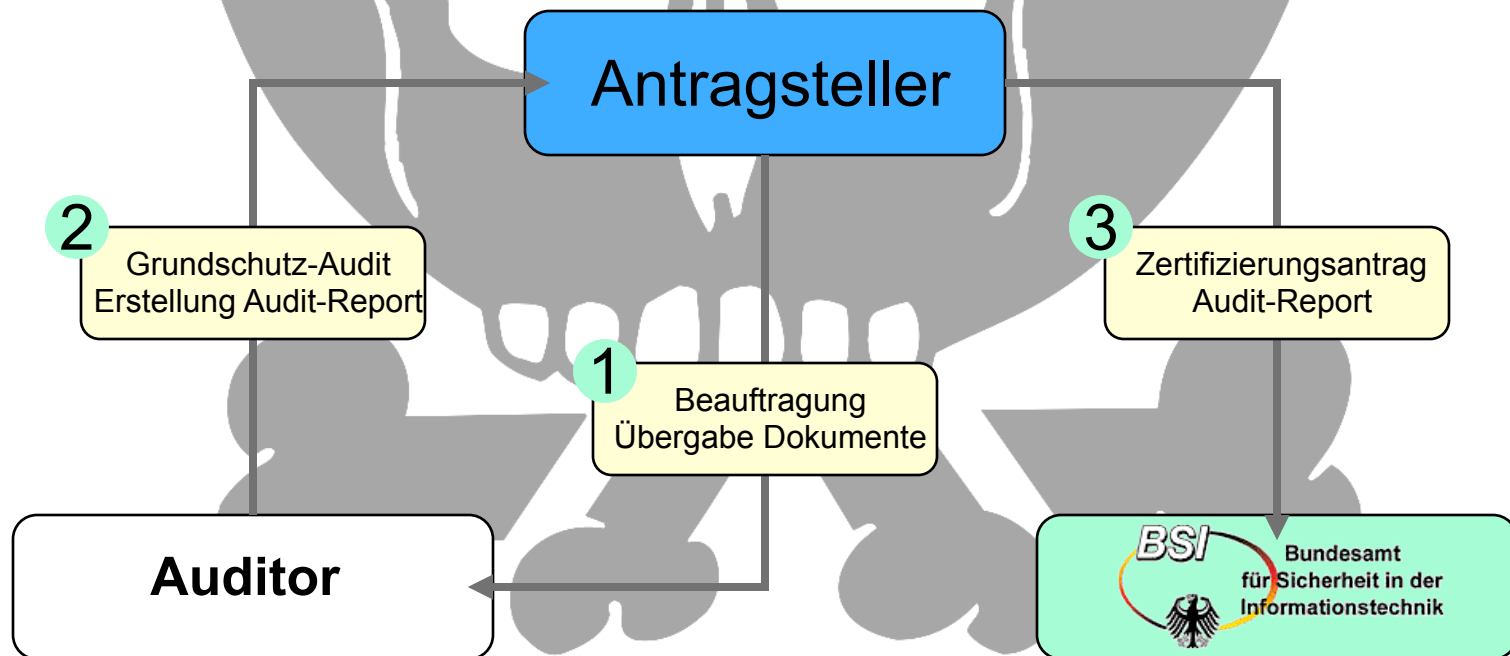 Antragsteller
2
Grundschutz-Audit
Erstellung Audit-Report
3
Zertifizierungsantrag
Audit-Report
1
Beauftragung
Übergabe Dokumente
Auditor
BSI
Bundesamt
für Sicherheit in der
Informationstechnik